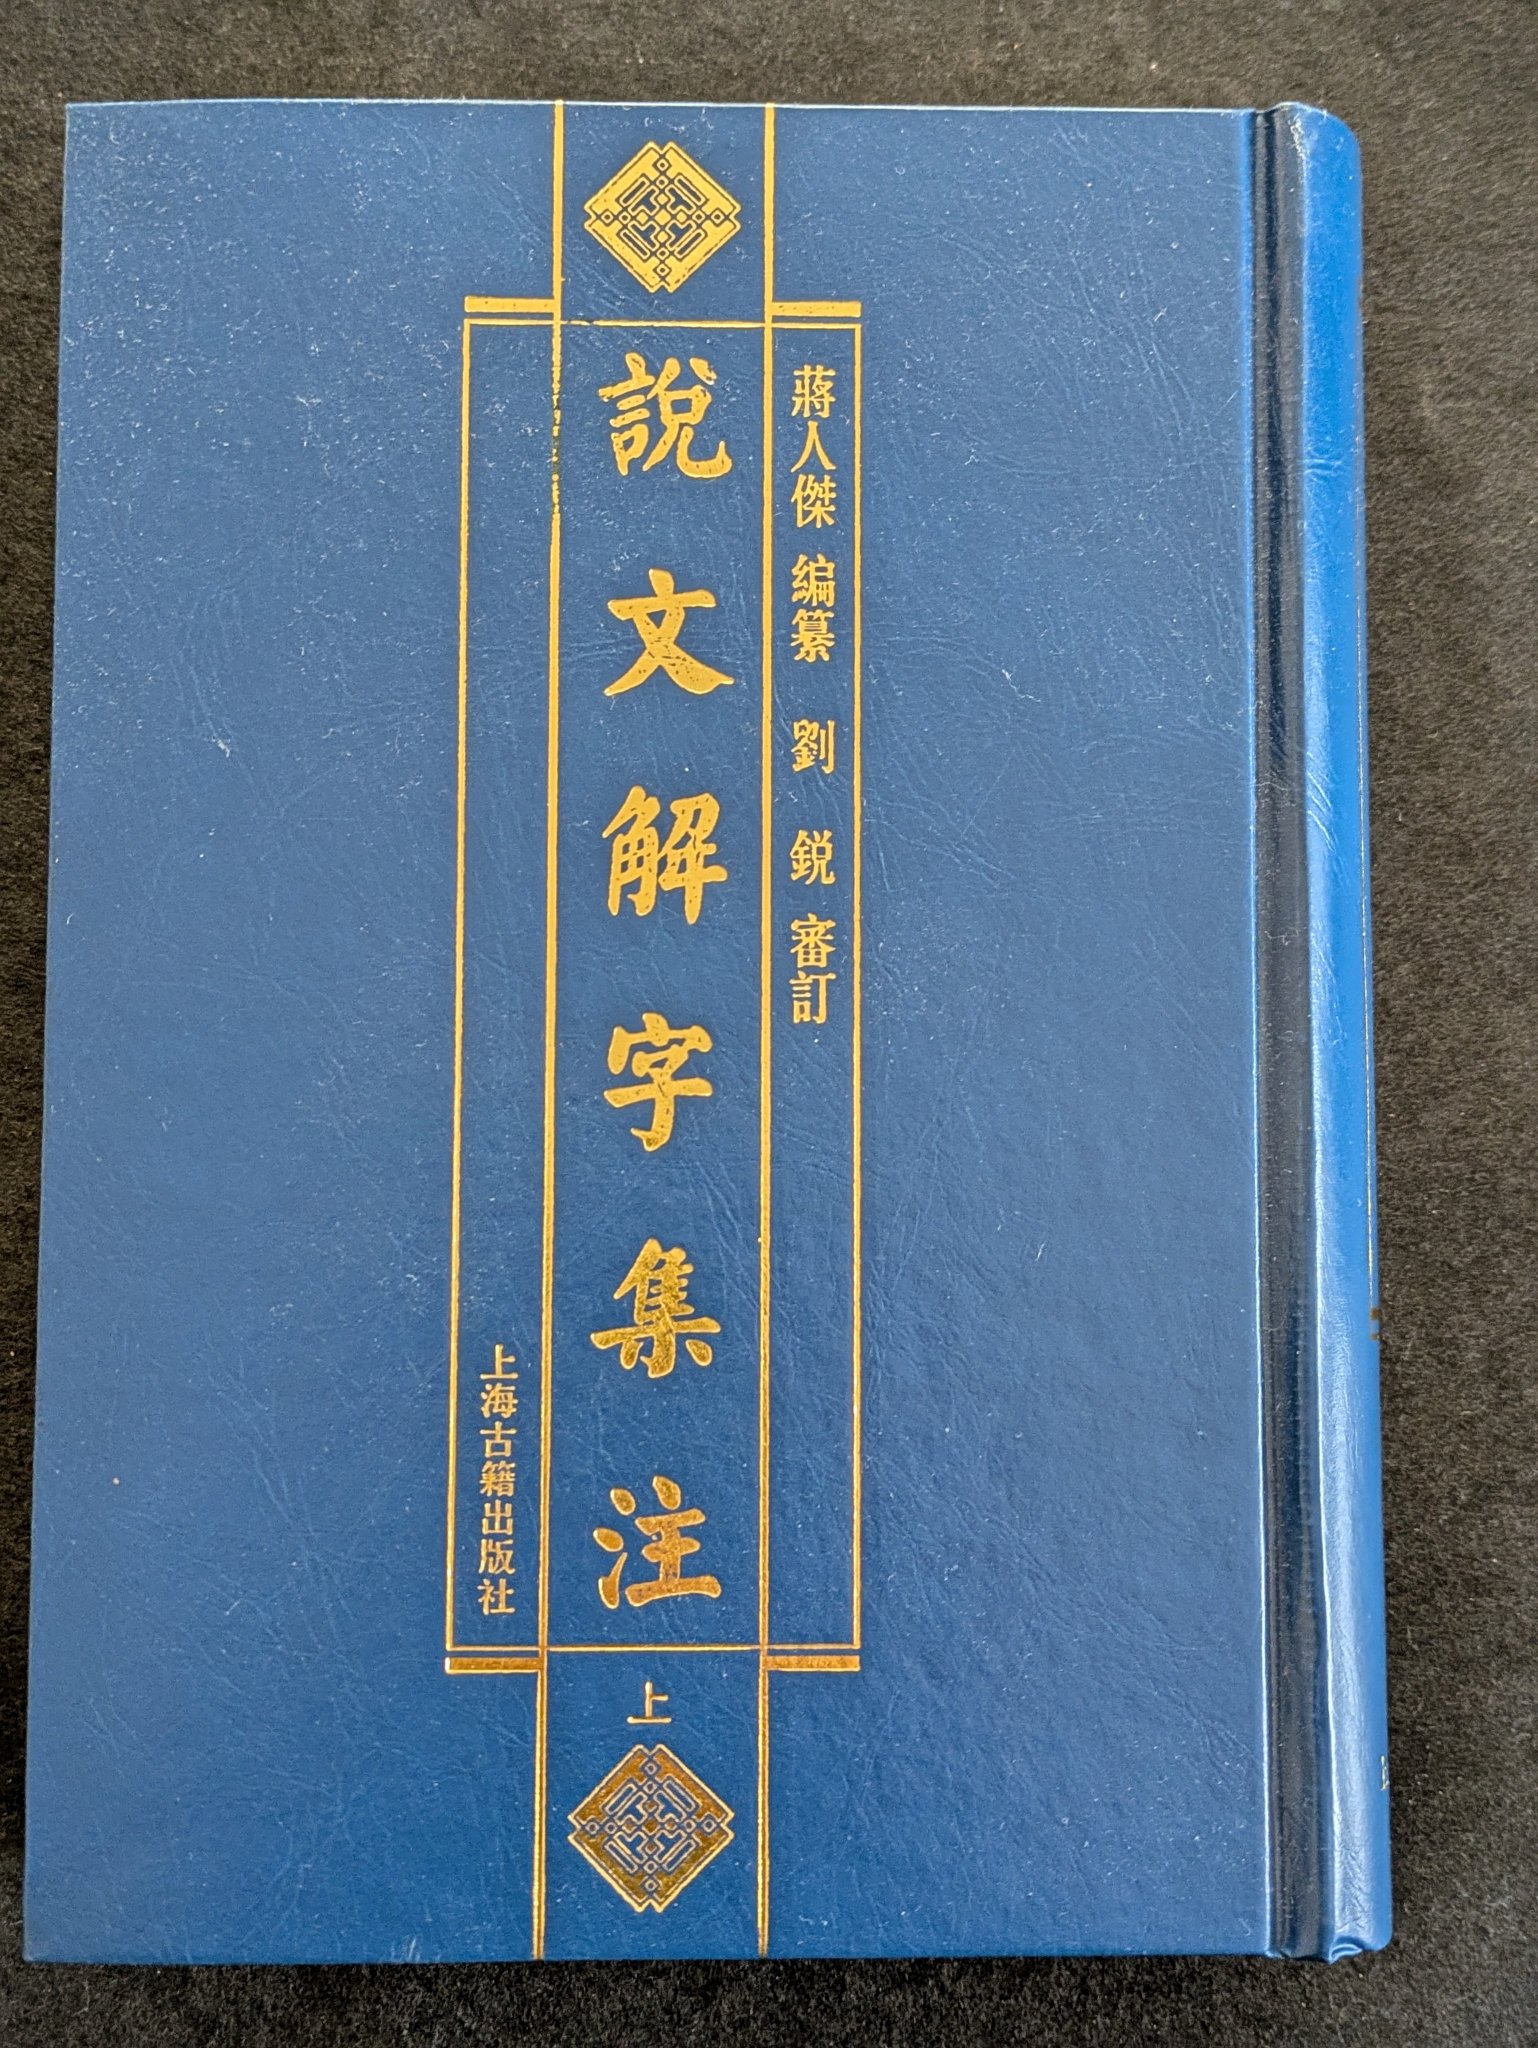 蔣人傑 編纂 劉 鋭 審訂
說文解字集注
上
上海古籍出版社